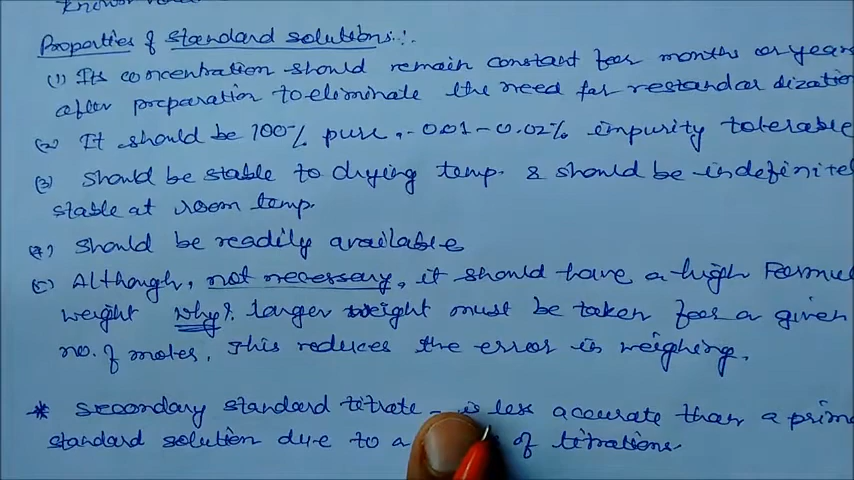 Properties of standard solutions:.
(1) Its concentration should remain constant for months or year
after preparation to eliminate the need for restandardization
(2) It should be 100% pure, - 0.01 - 0.02% impurity tolerable
(3) should be stable to drying temp. & should be indefinitel
stable at room temp.
(4) should be readily available
(5) Although, not necessary, it should have a high Formul
weight why? larger weight must be taken for a given
no. of moles, This reduces the error in weighing.
* Secondary standard titrate - is less accurate than a prim
standard solution due to a of titrations.